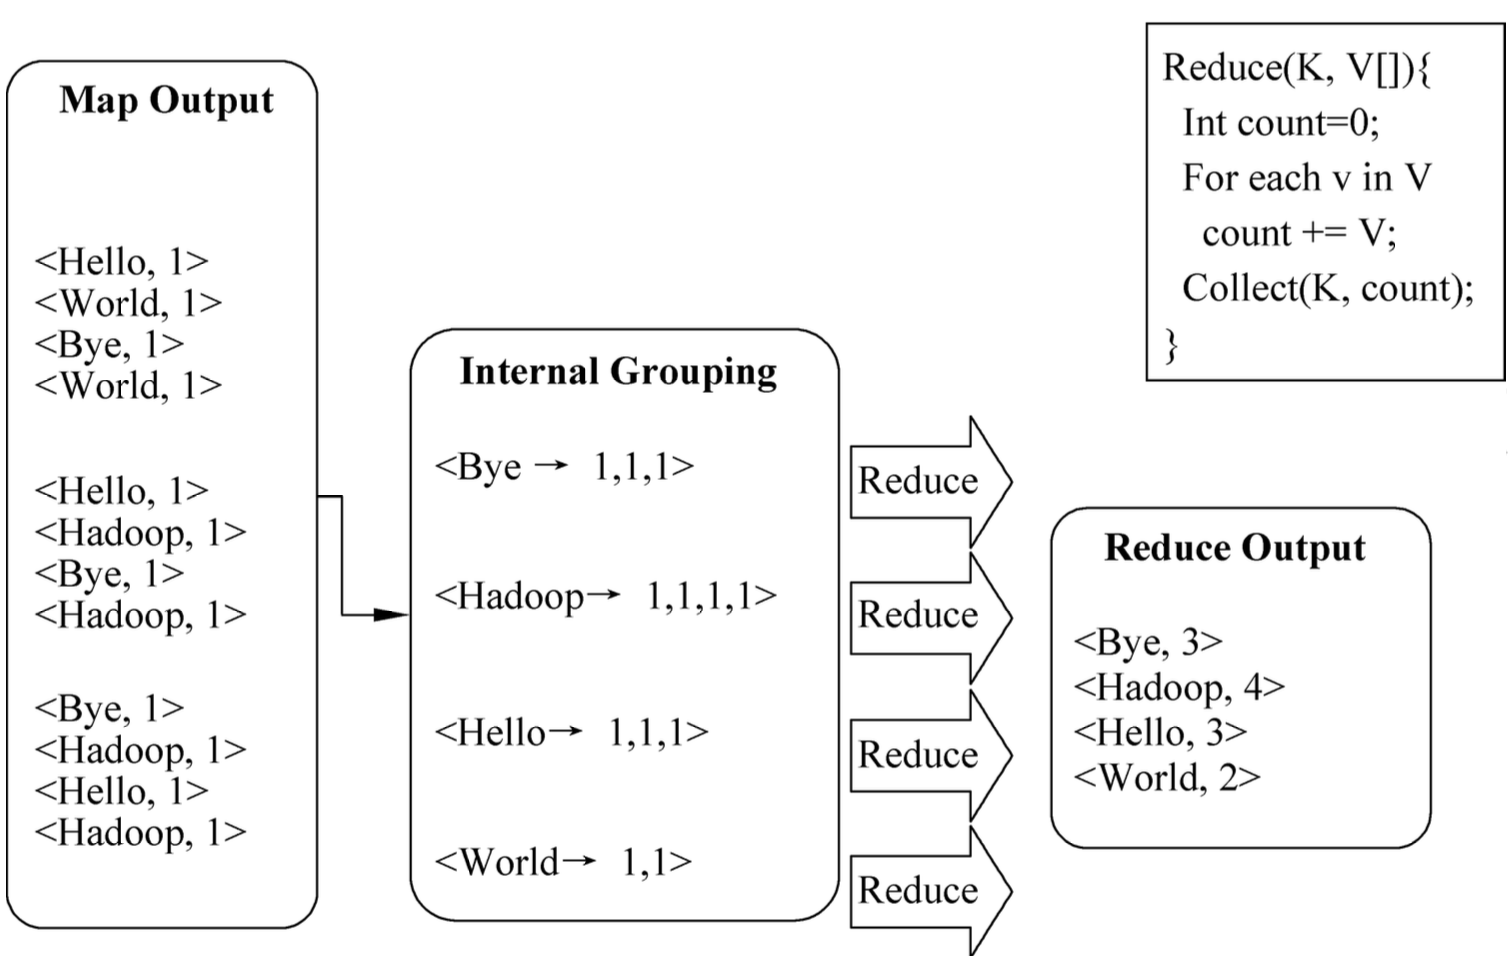 Map Output
<Hello, 1>
<World, 1>
<Bye, 1>
<World, 1>
<Hello, 1>
<Hadoop, 1>
<Bye, 1>
<Hadoop, 1>
<Bye, 1>
<Hadoop, 1>
<Hello, 1>
<Hadoop, 1>
Internal Grouping
<Bye → 1,1,1>
<Hadoop→ 1,1,1,1>
<Hello→ 1,1,1>
<World→ 1,1>
Reduce
Reduce
Reduce
Reduce
Reduce(K, V[]){
Int count=0;
For each v in V
count += V;
Collect(K, count);
}
Reduce Output
<Bye, 3>
<Hadoop, 4>
<Hello, 3>
<World, 2>